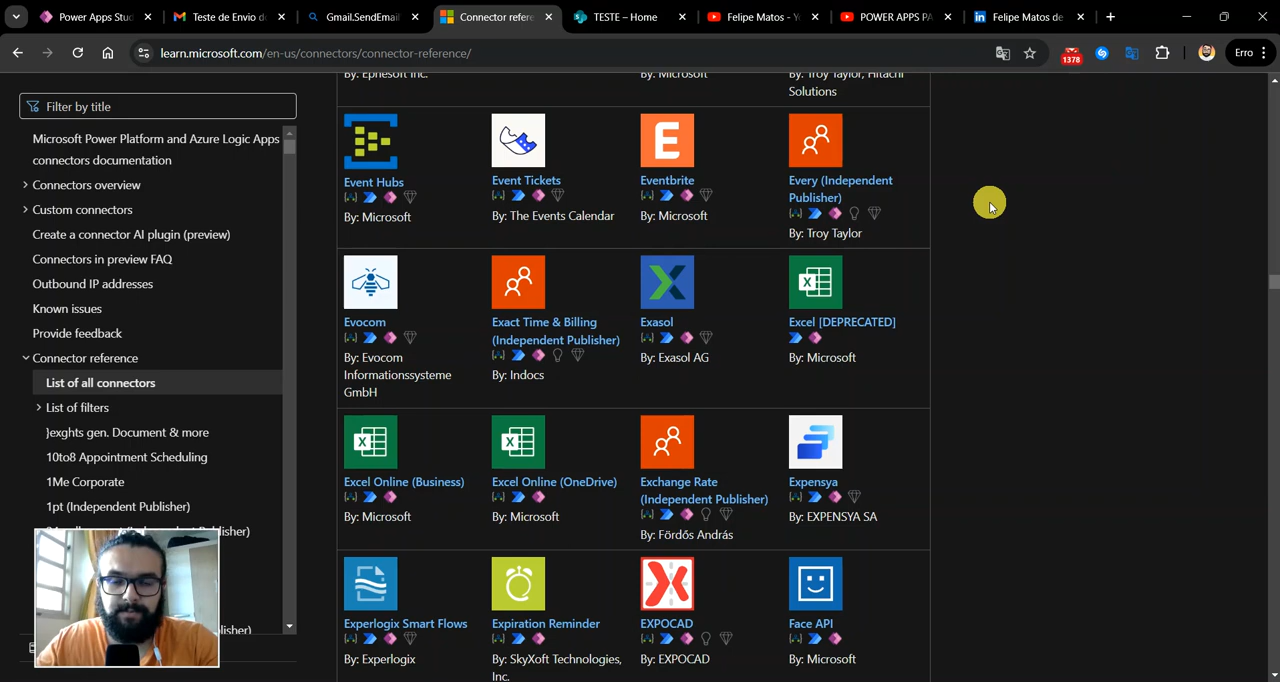 Power Apps Stud
Teste de Envio d
Gmail.SendEmail
Connector refere
TESTE – Home
Felipe Matos - Y
POWER APPS PA
Felipe Matos de
learn.microsoft.com/en-us/connectors/connector-reference/
1378
Erro
Filter by title
Microsoft Power Platform and Azure Logic Apps
connectors documentation
Connectors overview
Custom connectors
Create a connector AI plugin (preview)
Connectors in preview FAQ
Outbound IP addresses
Known issues
Provide feedback
Connector reference
List of all connectors
List of filters
}exghts gen. Document & more
10to8 Appointment Scheduling
1Me Corporate
1pt (Independent Publisher)
By: Ephesoft Inc.
By: Microsoft
By: Troy Taylor, Hitachi
Solutions
Event Hubs
By: Microsoft
Event Tickets
By: The Events Calendar
E
Eventbrite
By: Microsoft
Every (Independent
Publisher)
By: Troy Taylor
Evocom
By: Evocom
Informationssysteme
GmbH
Exact Time & Billing
(Independent Publisher)
By: Indocs
Exasol
By: Exasol AG
Excel [DEPRECATED]
By: Microsoft
Excel Online (Business)
By: Microsoft
Excel Online (OneDrive)
By: Microsoft
Exchange Rate
(Independent Publisher)
By: Fördős András
Expensya
By: EXPENSYA SA
Experlogix Smart Flows
By: Experlogix
Expiration Reminder
By: SkyXoft Technologies,
Inc.
EXPOCAD
By: EXPOCAD
Face API
By: Microsoft